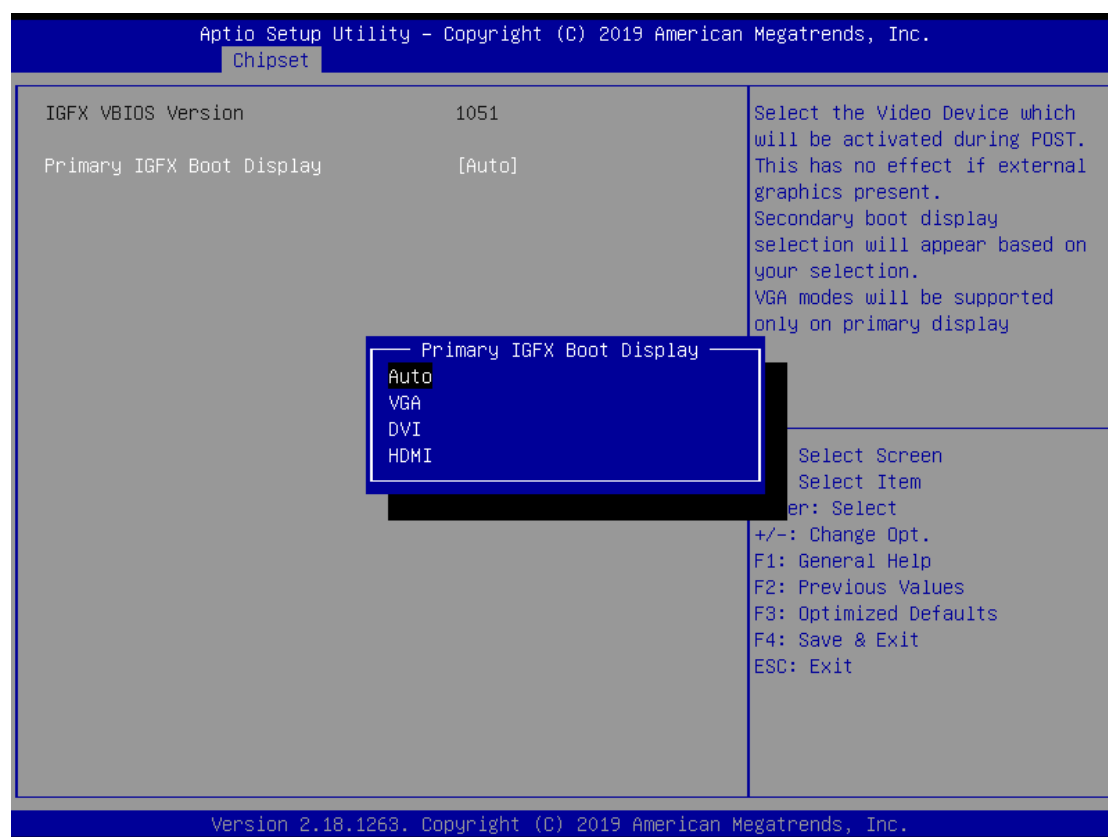 Aptio Setup Utility – Copyright (C) 2019 American Megatrends, Inc.
Chipset
IGFX VBIOS Version 1051
Primary IGFX Boot Display [Auto]
Select the Video Device which
will be activated during POST.
This has no effect if external
graphics present.
Secondary boot display
selection will appear based on
your selection.
VGA modes will be supported
only on primary display
Primary IGFX Boot Display
Auto
VGA
DVI
HDMI
Select Screen
Select Item
er: Select
+/-: Change Opt.
F1: General Help
F2: Previous Values
F3: Optimized Defaults
F4: Save & Exit
ESC: Exit
Version 2.18.1263. Copyright (C) 2019 American Megatrends, Inc.